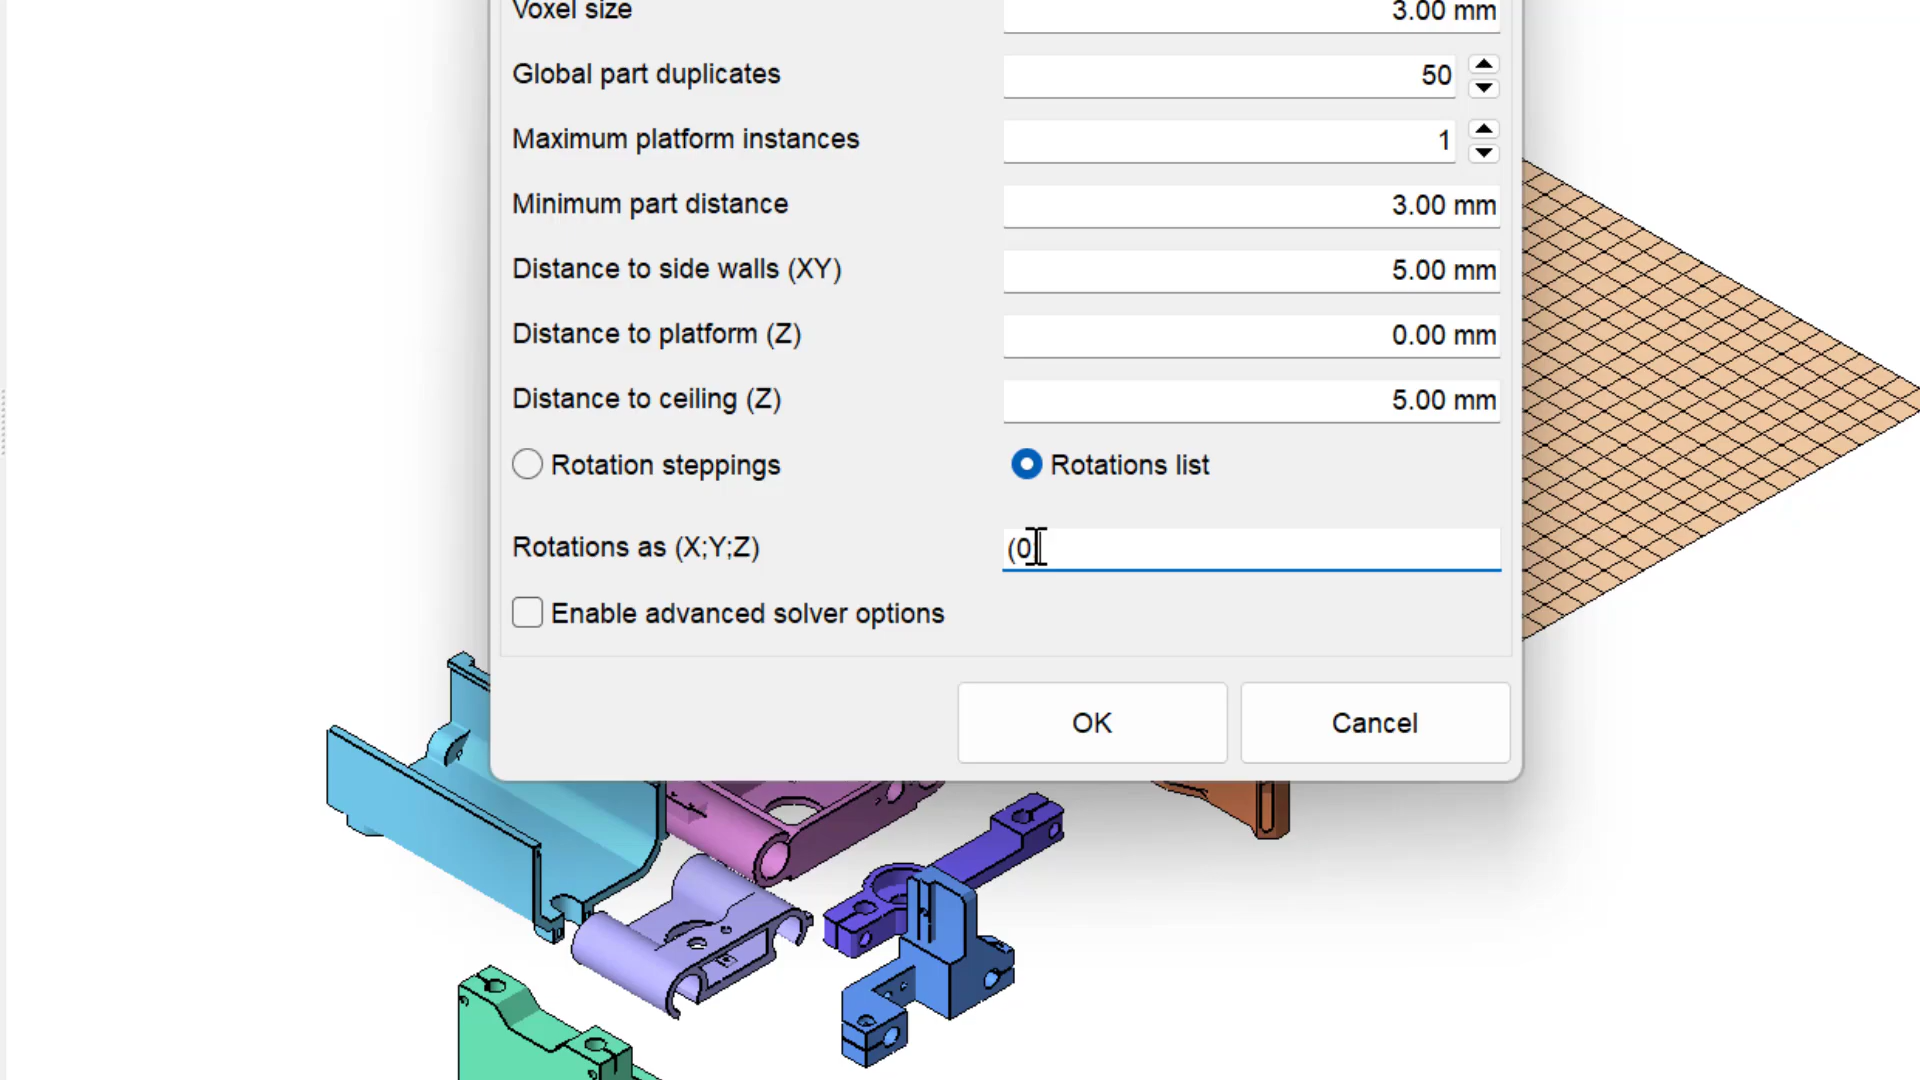 Voxel size 3.00 mm
Global part duplicates 50
Maximum platform instances 1
Minimum part distance 3.00 mm
Distance to side walls (XY) 5.00 mm
Distance to platform (Z) 0.00 mm
Distance to ceiling (Z) 5.00 mm
Rotation steppings Rotations list
Rotations as (X;Y;Z) (0
Enable advanced solver options
OK Cancel